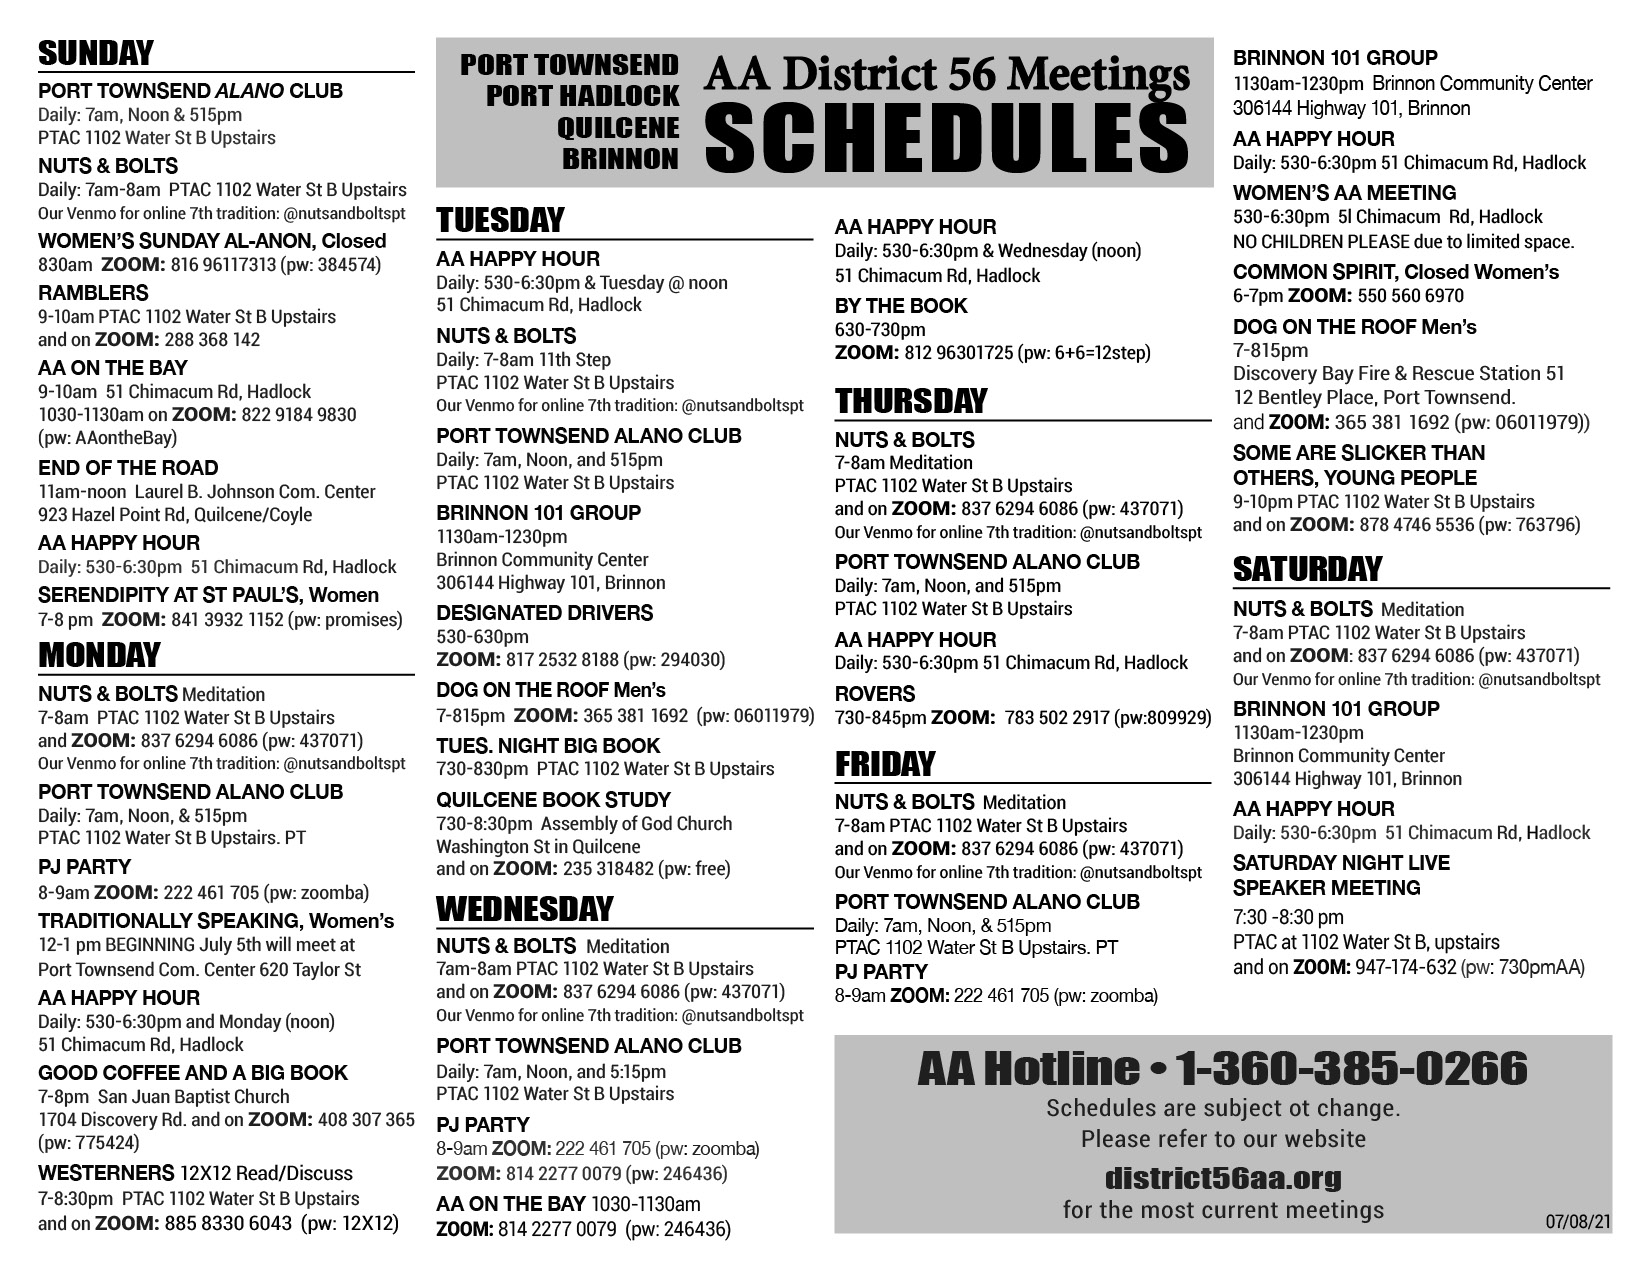 SUNDAY
PORT TOWNSEND ALANO CLUB
Daily: 7am, Noon & 515pm
PTAC 1102 Water St B Upstairs
NUTS & BOLTS
Daily: 7am-8am  PTAC 1102 Water St B Upstairs
Our Venmo for online 7th tradition: @nutsandboltspt
WOMEN'S SUNDAY AL-ANON, Closed
830am  ZOOM: 816 96117313 (pw: 384574)
RAMBLERS
9-10am PTAC 1102 Water St B Upstairs
and on ZOOM: 288 368 142
AA ON THE BAY
9-10am  51 Chimacum Rd, Hadlock
1030-1130am on ZOOM: 822 9184 9830
(pw: AAontheBay)
END OF THE ROAD
11am-noon  Laurel B. Johnson Com. Center
923 Hazel Point Rd, Quilcene/Coyle
AA HAPPY HOUR
Daily: 530-6:30pm  51 Chimacum Rd, Hadlock
SERENDIPITY AT ST PAUL'S, Women
7-8 pm  ZOOM: 841 3932 1152 (pw: promises)
MONDAY
NUTS & BOLTS Meditation
7-8am  PTAC 1102 Water St B Upstairs
and ZOOM: 837 6294 6086 (pw: 437071)
Our Venmo for online 7th tradition: @nutsandboltspt
PORT TOWNSEND ALANO CLUB
Daily: 7am, Noon, & 515pm
PTAC 1102 Water St B Upstairs. PT
PJ PARTY
8-9am ZOOM: 222 461 705 (pw: zoomba)
TRADITIONALLY SPEAKING, Women's
12-1 pm BEGINNING July 5th will meet at
Port Townsend Com. Center 620 Taylor St
AA HAPPY HOUR
Daily: 530-6:30pm and Monday (noon)
51 Chimacum Rd, Hadlock
GOOD COFFEE AND A BIG BOOK
7-8pm  San Juan Baptist Church
1704 Discovery Rd. and on ZOOM: 408 307 365
(pw: 775424)
WESTERNERS 12X12 Read/Discuss
7-8:30pm  PTAC 1102 Water St B Upstairs
and on ZOOM: 885 8330 6043  (pw: 12X12)
PORT TOWNSEND
PORT HADLOCK
QUILCENE
BRINNON
AA District 56 Meetings
SCHEDULES
TUESDAY
AA HAPPY HOUR
Daily: 530-6:30pm & Tuesday @ noon
51 Chimacum Rd, Hadlock
NUTS & BOLTS
Daily: 7-8am 11th Step
PTAC 1102 Water St B Upstairs
Our Venmo for online 7th tradition: @nutsandboltspt
PORT TOWNSEND ALANO CLUB
Daily: 7am, Noon, and 515pm
PTAC 1102 Water St B Upstairs
BRINNON 101 GROUP
1130am-1230pm
Brinnon Community Center
306144 Highway 101, Brinnon
DESIGNATED DRIVERS
530-630pm
ZOOM: 817 2532 8188 (pw: 294030)
DOG ON THE ROOF Men's
7-815pm  ZOOM: 365 381 1692  (pw: 06011979)
TUES. NIGHT BIG BOOK
730-830pm  PTAC 1102 Water St B Upstairs
QUILCENE BOOK STUDY
730-8:30pm  Assembly of God Church
Washington St in Quilcene
and on ZOOM: 235 318482 (pw: free)
WEDNESDAY
NUTS & BOLTS  Meditation
7am-8am PTAC 1102 Water St B Upstairs
and on ZOOM: 837 6294 6086 (pw: 437071)
Our Venmo for online 7th tradition: @nutsandboltspt
PORT TOWNSEND ALANO CLUB
Daily: 7am, Noon, and 5:15pm
PTAC 1102 Water St B Upstairs
PJ PARTY
8-9am ZOOM: 222 461 705 (pw: zoomba)
ZOOM: 814 2277 0079 (pw: 246436)
AA ON THE BAY 1030-1130am
ZOOM: 814 2277 0079  (pw: 246436)
AA HAPPY HOUR
Daily: 530-6:30pm & Wednesday (noon)
51 Chimacum Rd, Hadlock
BY THE BOOK
630-730pm
ZOOM: 812 96301725 (pw: 6+6=12step)
THURSDAY
NUTS & BOLTS
7-8am Meditation
PTAC 1102 Water St B Upstairs
and on ZOOM: 837 6294 6086 (pw: 437071)
Our Venmo for online 7th tradition: @nutsandboltspt
PORT TOWNSEND ALANO CLUB
Daily: 7am, Noon, and 515pm
PTAC 1102 Water St B Upstairs
AA HAPPY HOUR
Daily: 530-6:30pm 51 Chimacum Rd, Hadlock
ROVERS
730-845pm ZOOM:  783 502 2917 (pw:809929)
FRIDAY
NUTS & BOLTS  Meditation
7-8am PTAC 1102 Water St B Upstairs
and on ZOOM: 837 6294 6086 (pw: 437071)
Our Venmo for online 7th tradition: @nutsandboltspt
PORT TOWNSEND ALANO CLUB
Daily: 7am, Noon, & 515pm
PTAC 1102 Water St B Upstairs. PT
PJ PARTY
8-9am ZOOM: 222 461 705 (pw: zoomba)
BRINNON 101 GROUP
1130am-1230pm  Brinnon Community Center
306144 Highway 101, Brinnon
AA HAPPY HOUR
Daily: 530-6:30pm 51 Chimacum Rd, Hadlock
WOMEN'S AA MEETING
530-6:30pm  5l Chimacum  Rd, Hadlock
NO CHILDREN PLEASE due to limited space.
COMMON SPIRIT, Closed Women's
6-7pm ZOOM: 550 560 6970
DOG ON THE ROOF Men's
7-815pm
Discovery Bay Fire & Rescue Station 51
12 Bentley Place, Port Townsend.
and ZOOM: 365 381 1692 (pw: 06011979))
SOME ARE SLICKER THAN
OTHERS, YOUNG PEOPLE
9-10pm PTAC 1102 Water St B Upstairs
and on ZOOM: 878 4746 5536 (pw: 763796)
SATURDAY
NUTS & BOLTS  Meditation
7-8am PTAC 1102 Water St B Upstairs
and on ZOOM: 837 6294 6086 (pw: 437071)
Our Venmo for online 7th tradition: @nutsandboltspt
BRINNON 101 GROUP
1130am-1230pm
Brinnon Community Center
306144 Highway 101, Brinnon
AA HAPPY HOUR
Daily: 530-6:30pm  51 Chimacum Rd, Hadlock
SATURDAY NIGHT LIVE
SPEAKER MEETING
7:30 -8:30 pm
PTAC at 1102 Water St B, upstairs
and on ZOOM: 947-174-632 (pw: 730pmAA)
AA Hotline • 1-360-385-0266
Schedules are subject ot change.
Please refer to our website
district56aa.org
for the most current meetings
07/08/21